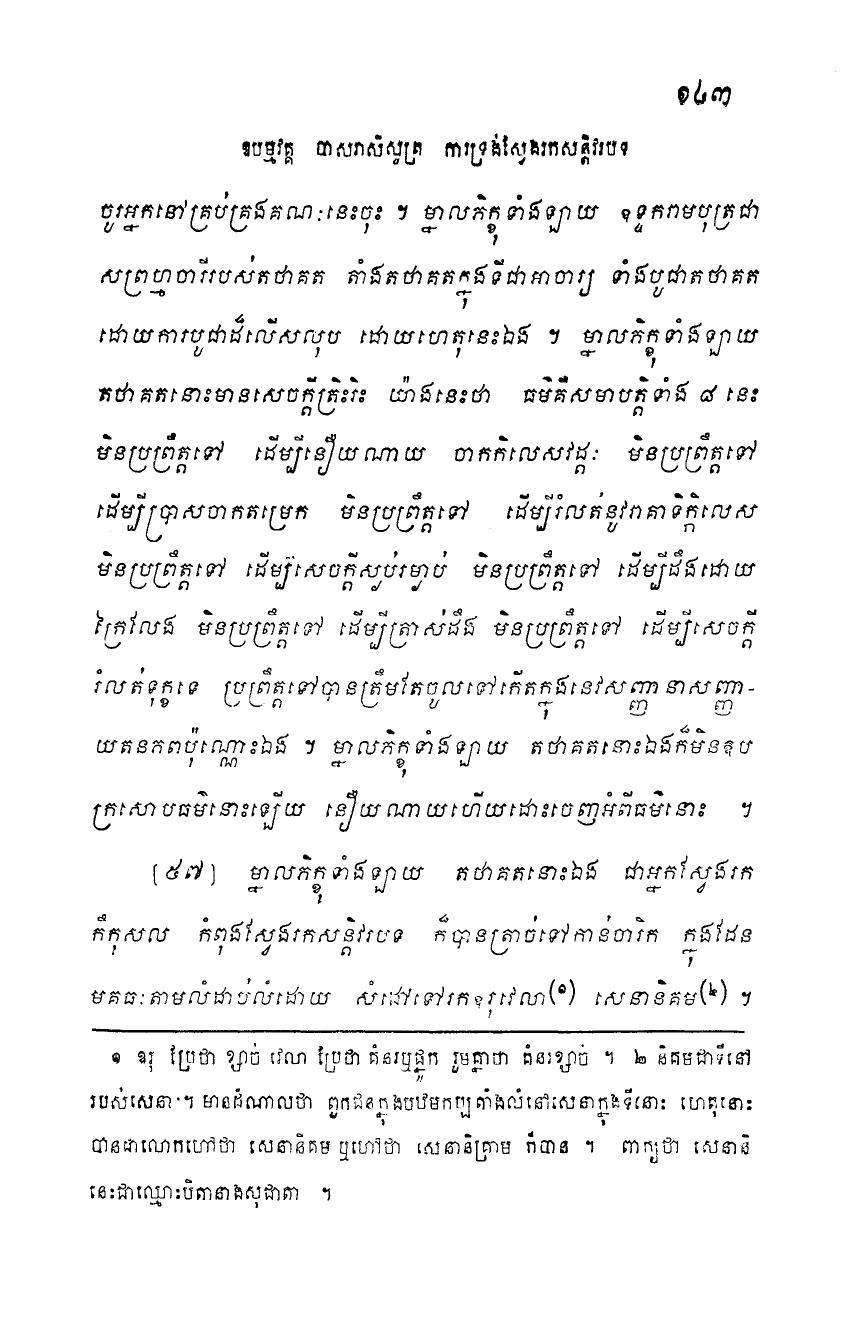 ១៤៣
ឧបម្មវគ្គ បាសរាសិសូត្រ ការទ្រង់ស្វែងរកសន្តិវរបទ
ចូរអ្នកនៅគ្រប់គ្រងគណៈនេះចុះ ។ ម្នាលភិក្ខុទាំងឡាយ ឧទ្ទករាមបុត្រជា
សព្រហ្មចារីរបស់តថាគត តាំងតថាគតក្នុងទីជាអាចារ្យ ទាំងបូជាតថាគត
ដោយការបូជាដ៏លើសលុប ដោយហេតុនេះឯង ។ ម្នាលភិក្ខុទាំងឡាយ
តថាគតនោះមានសេចក្តីត្រិះរិះ យ៉ាងនេះថា ធម៌គឺសមាបត្តិទាំង ៨ នេះ
មិនប្រព្រឹត្តទៅ ដើម្បីនឿយណាយ ចាកកិលេសវដ្តៈ មិនប្រព្រឹត្តទៅ
ដើម្បីប្រាសចាកតម្រេក មិនប្រព្រឹត្តទៅ ដើម្បីរំលត់នូវរាគាទិក្កិលេស
មិនប្រព្រឹត្តទៅ ដើម្បីសេចក្តីស្ងប់រម្ងាប់ មិនប្រព្រឹត្តទៅ ដើម្បីដឹងដោយ
ក្រៃលែង មិនប្រព្រឹត្តទៅ ដើម្បីត្រាស់ដឹង មិនប្រព្រឹត្តទៅ ដើម្បីសេចក្តី
រំលត់ទុក្ខទេ ប្រព្រឹត្តទៅបានត្រឹមតែចូលទៅកើតក្នុងនេវសញ្ញានាសញ្ញា-
យតនភពប៉ុណ្ណោះឯង ។ ម្នាលភិក្ខុទាំងឡាយ តថាគតនោះឯងក៏មិនឱប
ក្រសោបធម៌នោះឡើយ នឿយណាយហើយដោះចេញអំពីធម៌នោះ ។
[៥៧] ម្នាលភិក្ខុទាំងឡាយ តថាគតនោះឯង ជាអ្នកស្វែងរក
កឹកុសល កំពុងស្វែងរកសន្តិវរបទ ក៏បានត្រាច់ទៅកាន់ចារិក ក្នុងដែន
មគធៈតាមលំដាប់លំដោយ សំដៅទៅរកឧរុវេលា(១) សេនានិគម(២) ។
១ ឧរុ ប្រែថា ខ្សាច់ វេលា ប្រែថា គំនរឬផ្នូក រួមគ្នាថា គំនរខ្សាច់ ។ ២ និគមជាទីនៅ
របស់សេនា ។ មានដំណាលថា ពួកជនក្នុងបឋមកប្ប តាំងលំនៅសេនាក្នុងទីនោះ ហេតុនោះ
បានជាលោកហៅថា សេនានិគម ឬហៅថា សេនានិគ្រាម ក៏បាន ។ ពាក្យថា សេនានិ
នេះជាឈ្មោះបិតានាងសុជាតា ។